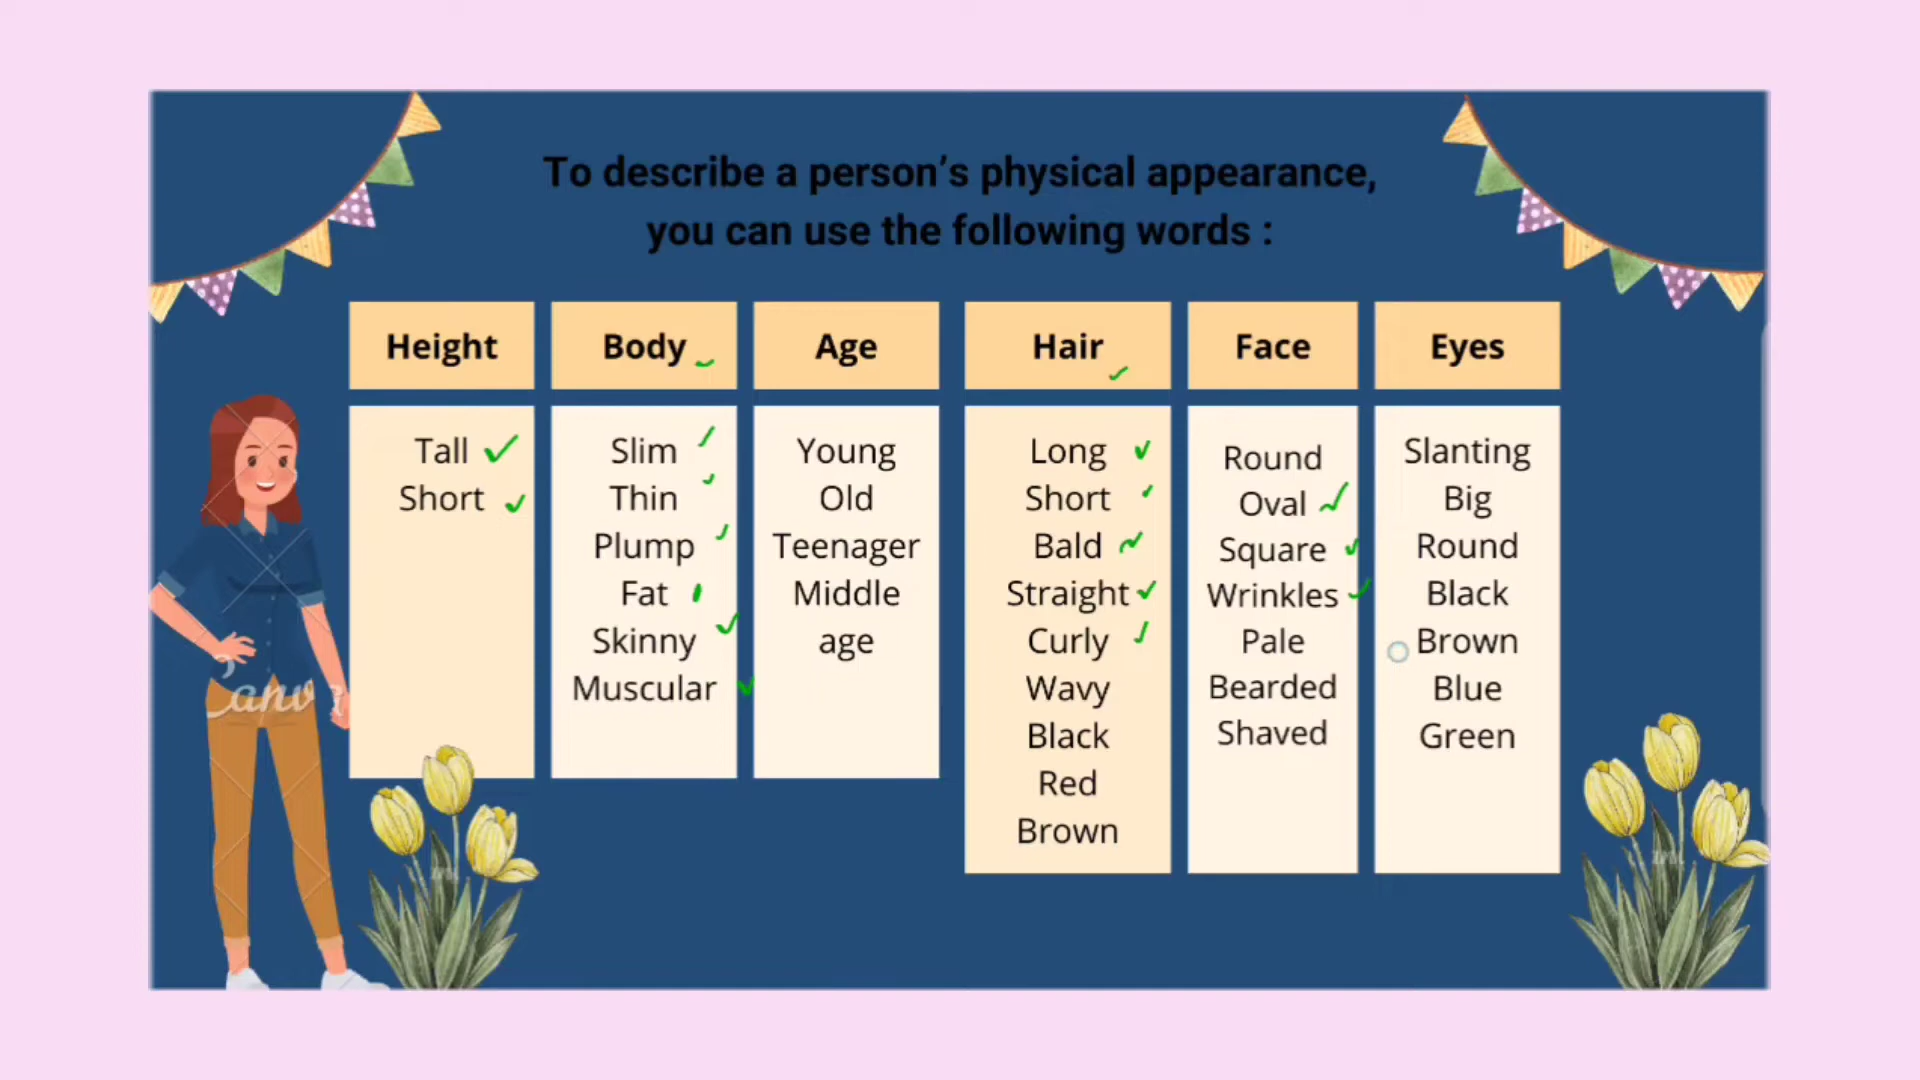 To describe a person's physical appearance,
you can use the following words :
Height
Tall
Short
Body
Slim
Thin
Plump
Fat
Skinny
Muscular
Age
Young
Old
Teenager
Middle
age
Hair
Long
Short
Bald
Straight
Curly
Wavy
Black
Red
Brown
Face
Round
Oval
Square
Wrinkles
Pale
Bearded
Shaved
Eyes
Slanting
Big
Round
Black
Brown
Blue
Green